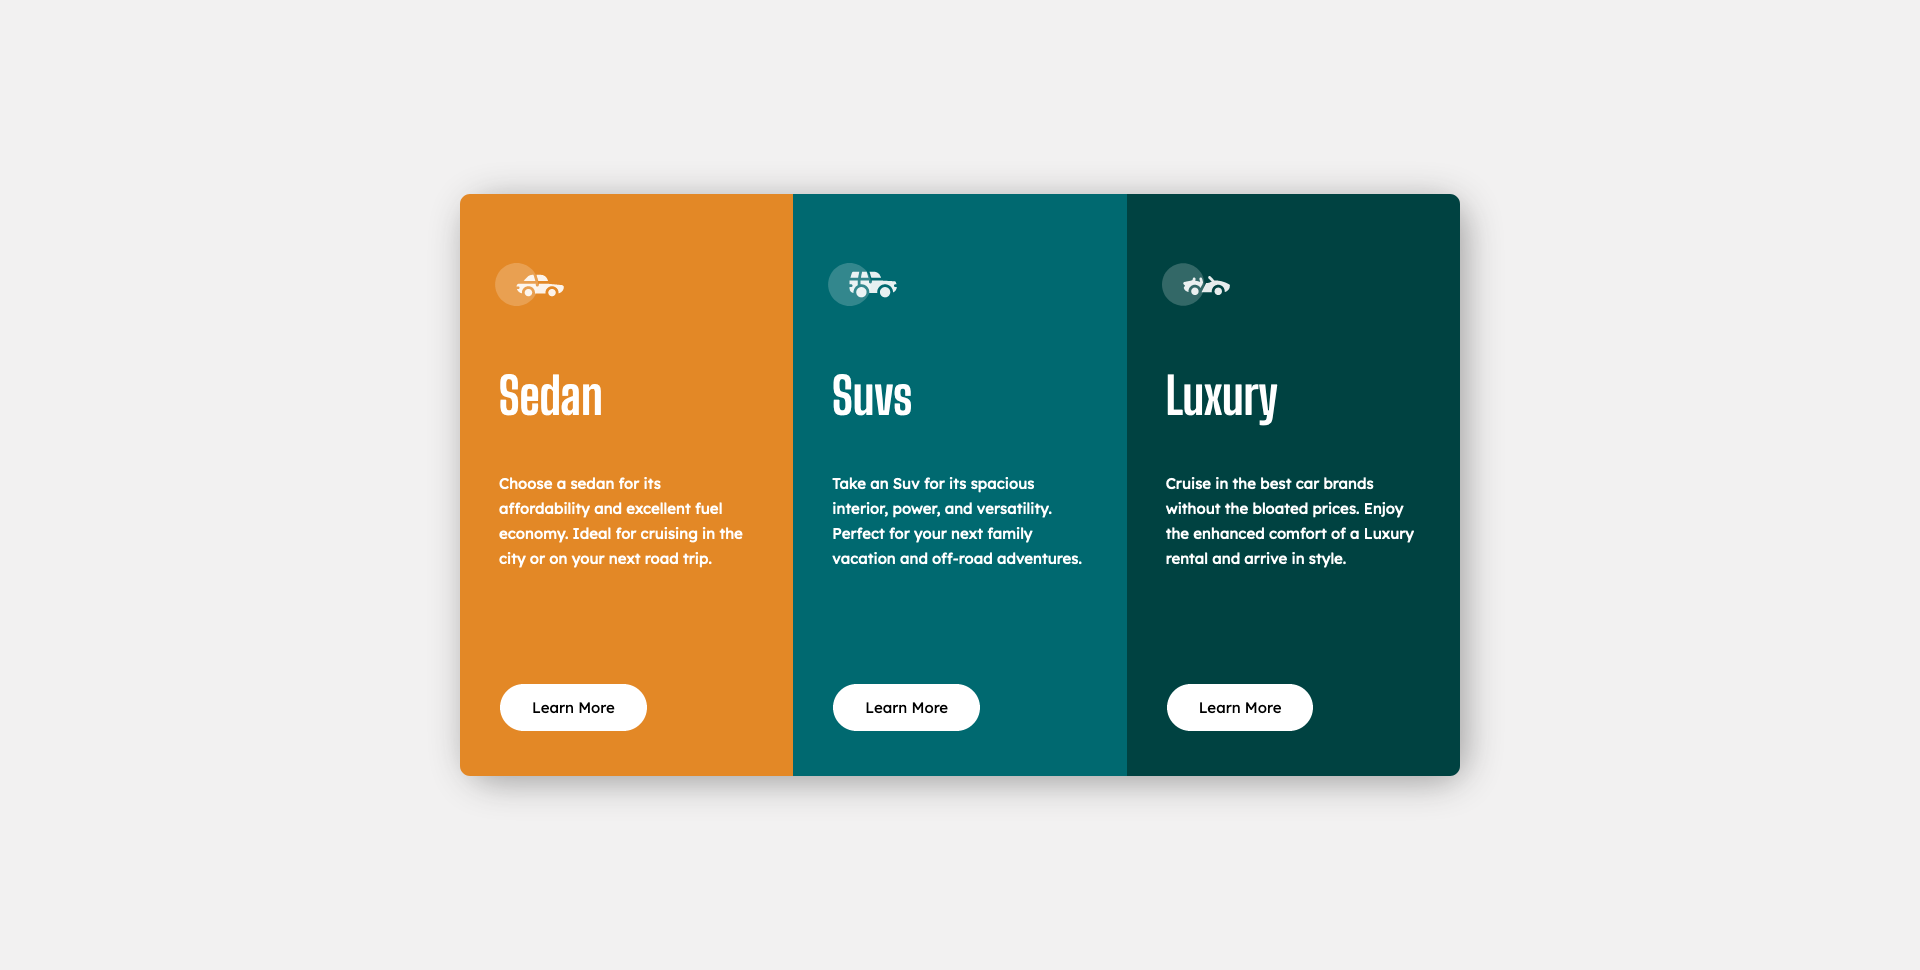 Sedan
Choose a sedan for its
affordability and excellent fuel
economy. Ideal for cruising in the
city or on your next road trip.
Learn More
Suvs
Take an Suv for its spacious
interior, power, and versatility.
Perfect for your next family
vacation and off-road adventures.
Learn More
Luxury
Cruise in the best car brands
without the bloated prices. Enjoy
the enhanced comfort of a Luxury
rental and arrive in style.
Learn More